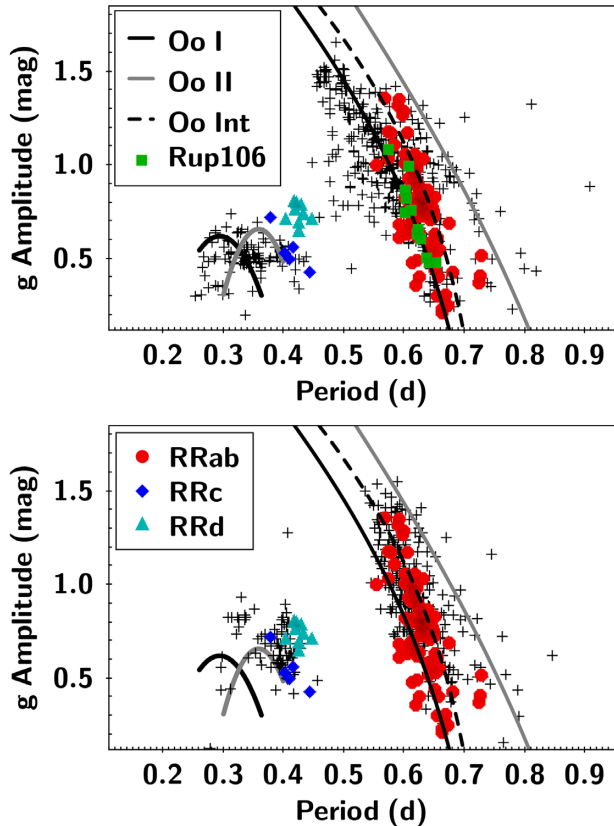 g Amplitude (mag)
1.5
1.0
0.5
Oo I
Oo II
Oo Int
Rup106
0.2 0.3 0.4 0.5 0.6 0.7 0.8 0.9
Period (d)
g Amplitude (mag)
1.5
1.0
0.5
RRab
RRc
RRd
0.2 0.3 0.4 0.5 0.6 0.7 0.8 0.9
Period (d)